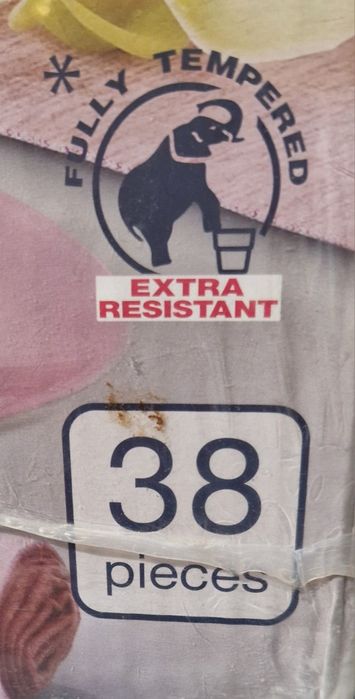 * FULLY TEMPERED
EXTRA
RESISTANT
38
pieces